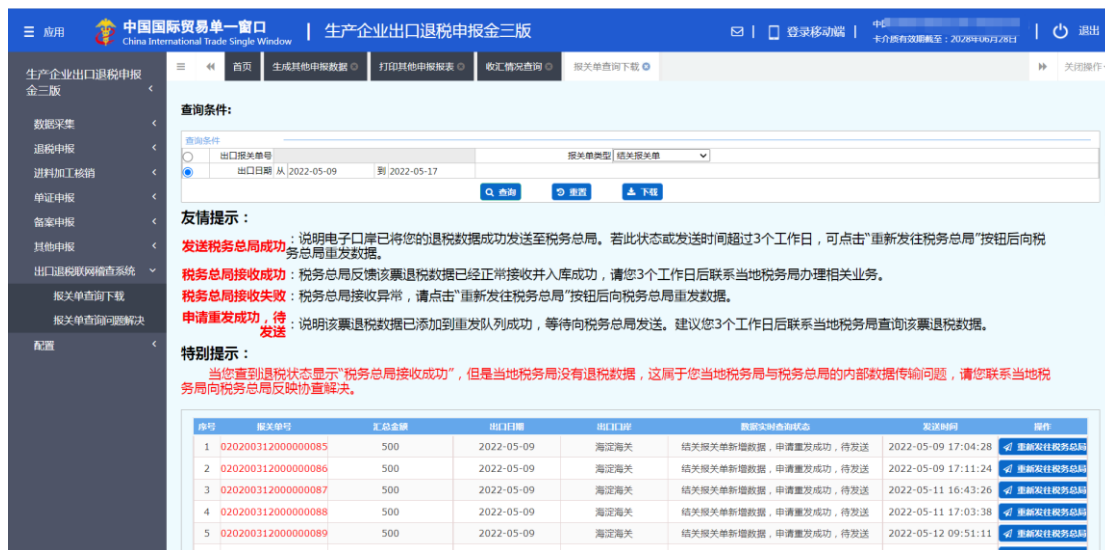 应用
中国国际贸易单一窗口
China International Trade Single Window
生产企业出口退税申报金三版
登录移动端
卡介质有效期截至：2028年06月28日
退出
生产企业出口退税申报
金三版
首页
生成其他申报数据
打印其他申报报表
收汇情况查询
报关单查询下载
关闭操作
数据采集
退税申报
进料加工核销
单证申报
备案申报
其他申报
出口退税联网稽查系统
报关单查询下载
报关单查询问题解决
配置
查询条件:
查询条件
出口报关单号
报关单类型 结关报关单
出口日期 从 2022-05-09 到 2022-05-17
查询 重置 下载
友情提示：
发送税务总局成功：说明电子口岸已将您的退税数据成功发送至税务总局。若此状态或发送时间超过3个工作日，可点击“重新发往税务总局”按钮后向税
务总局重发数据。
税务总局接收成功：税务总局反馈该票退税数据已经正常接收并入库成功，请您3个工作日后联系当地税务局办理相关业务。
税务总局接收失败：税务总局接收异常，请点击“重新发往税务总局”按钮后向税务总局重发数据。
申请重发成功，待
发送：说明该票退税数据已添加到重发队列成功，等待向税务总局发送。建议您3个工作日后联系当地税务局查询该票退税数据。
特别提示：
当您查到退税状态显示“税务总局接收成功”，但是当地税务局没有退税数据，这属于您当地税务局与税务总局的内部数据传输问题，请您联系当地税
务局向税务总局反映协查解决。
序号 报关单号 汇总金额 出口日期 出口口岸 数据实时查询状态 发送时间 操作
1 020200312000000085 500 2022-05-09 海淀海关 结关报关单新增数据，申请重发成功，待发送 2022-05-09 17:04:28 重新发往税务总局
2 020200312000000086 500 2022-05-09 海淀海关 结关报关单新增数据，申请重发成功，待发送 2022-05-09 17:11:24 重新发往税务总局
3 020200312000000087 500 2022-05-09 海淀海关 结关报关单新增数据，申请重发成功，待发送 2022-05-11 16:43:26 重新发往税务总局
4 020200312000000088 500 2022-05-09 海淀海关 结关报关单新增数据，申请重发成功，待发送 2022-05-11 17:03:38 重新发往税务总局
5 020200312000000089 500 2022-05-09 海淀海关 结关报关单新增数据，申请重发成功，待发送 2022-05-12 09:51:11 重新发往税务总局